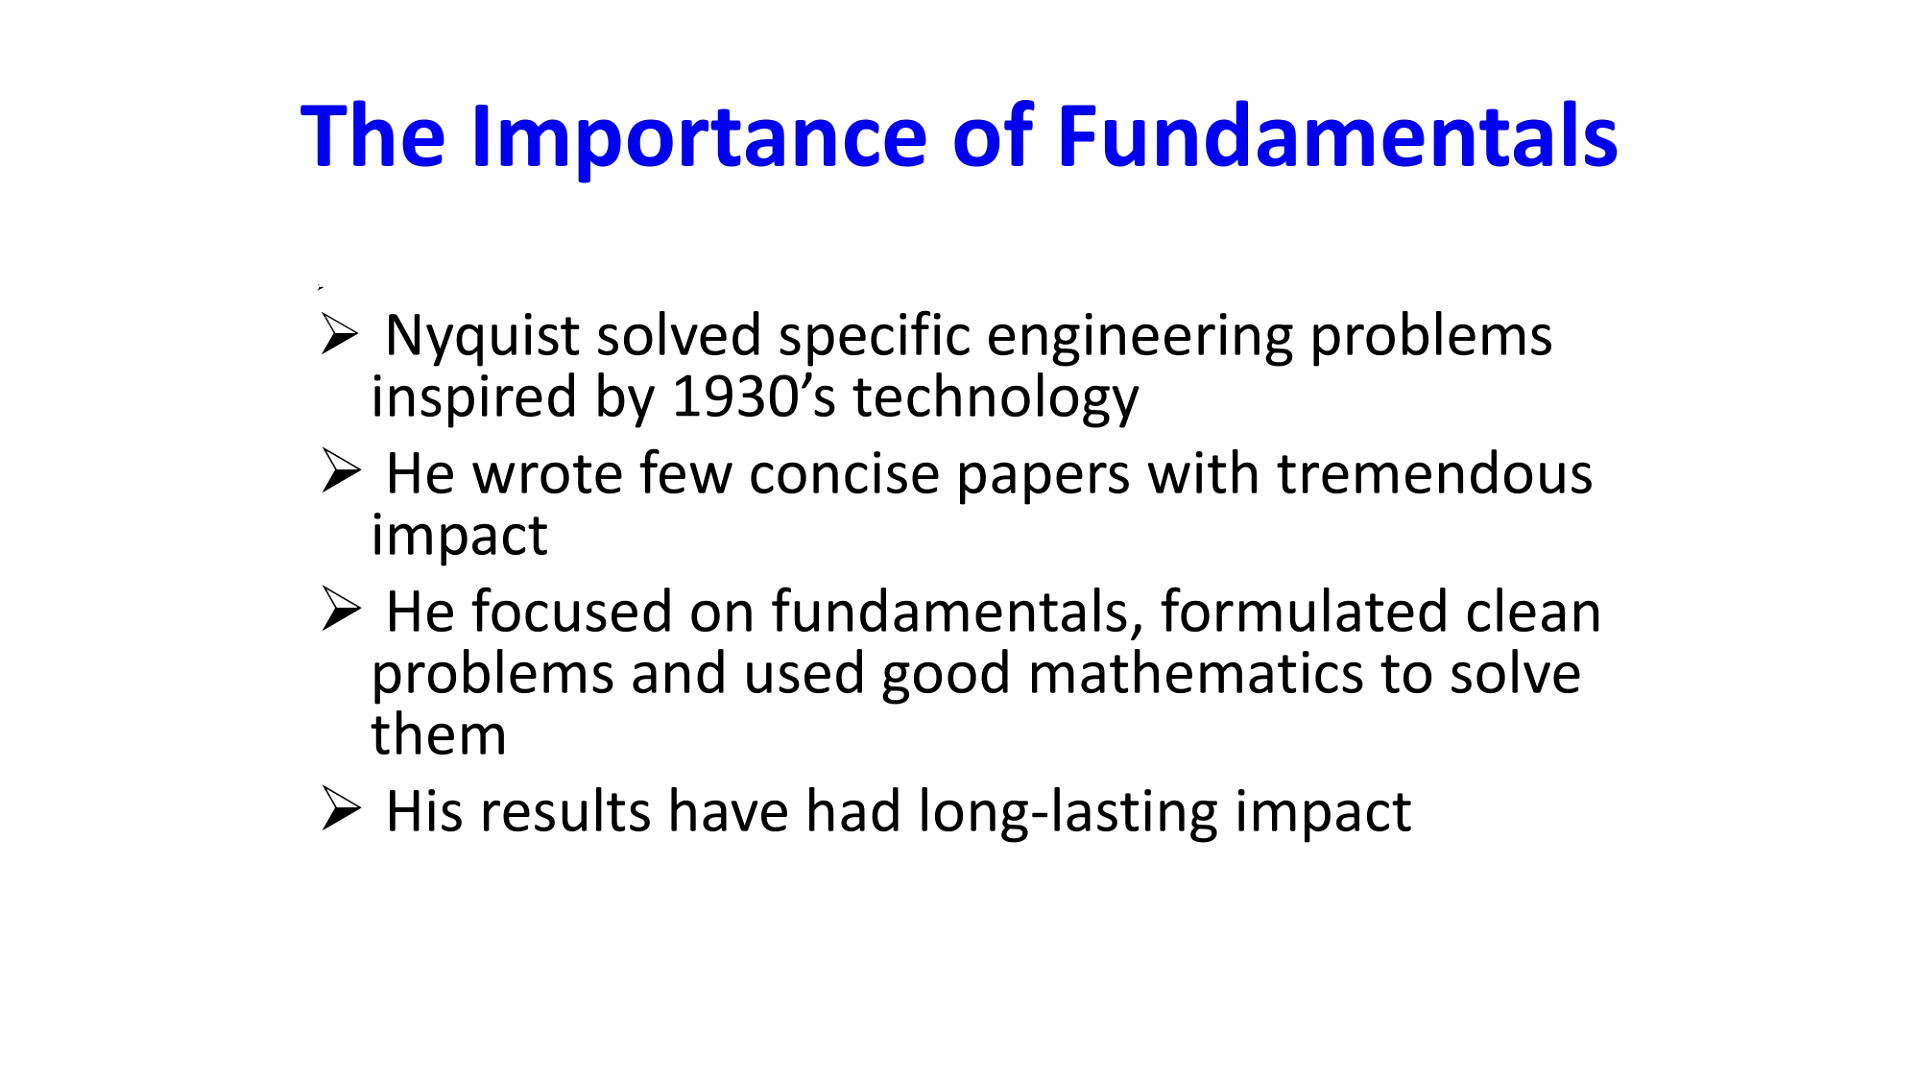 The Importance of Fundamentals
➢ Nyquist solved specific engineering problems
inspired by 1930’s technology
➢ He wrote few concise papers with tremendous
impact
➢ He focused on fundamentals, formulated clean
problems and used good mathematics to solve
them
➢ His results have had long-lasting impact